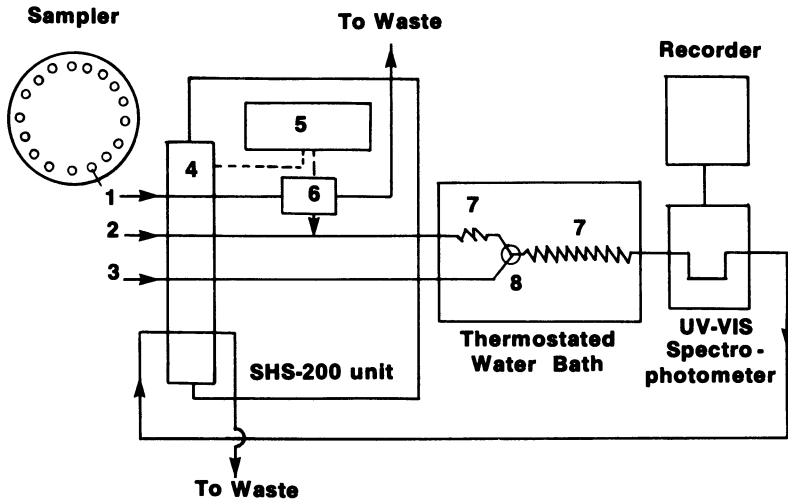 Sampler
To Waste
Recorder
5
4
1
6
2
7
7
3
8
Thermostated
Water Bath
UV-VIS
Spectro-
photometer
SHS-200 unit
To Waste